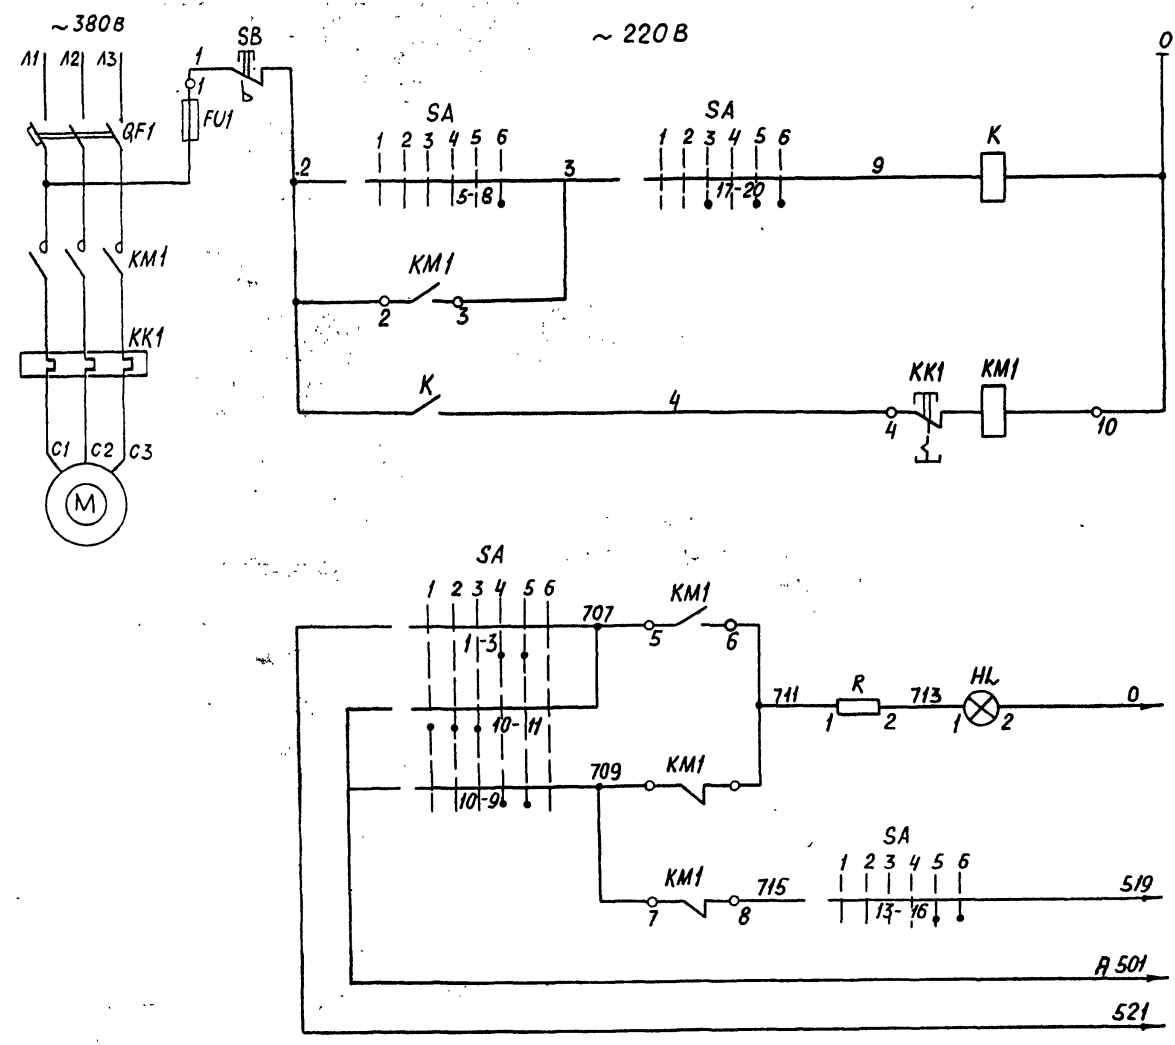 ~380В
Л1 Л2 Л3
QF1
KM1
KK1
C1 C2 C3
M
1
1
FU1
SB
~220В
0
2
SA
1 2 3 4 5 6
5-8
3
SA
1 2 3 4 5 6
17-20
9
K
KM1
2 3
K
4
4
KK1
KM1
10
SA
1 2 3 4 5 6
1-3
707
KM1
5 6
10-11
711
R
1 2
713
HL
1 2
0
10-9
709
KM1
KM1
7 8
715
SA
1 2 3 4 5 6
13-16
519
A 501
521